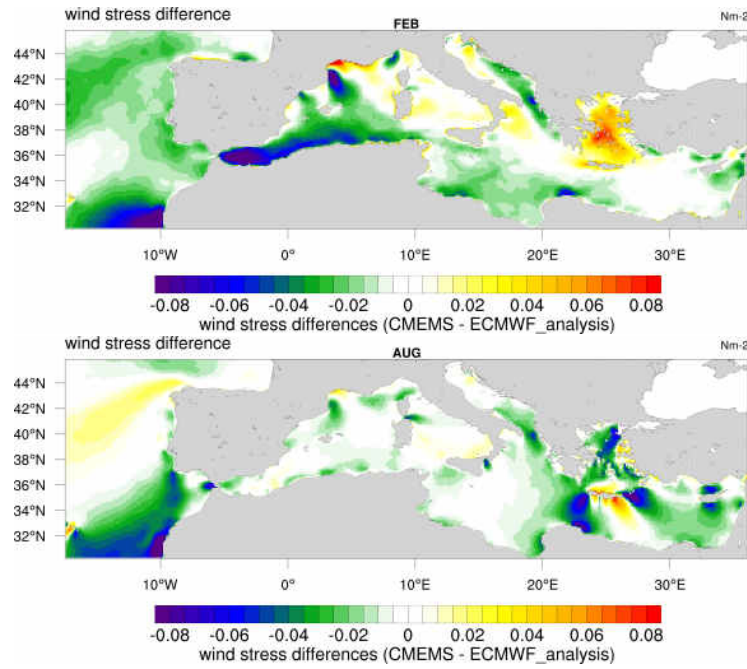 wind stress difference FEB Nm-2
44°N
42°N
40°N
38°N
36°N
34°N
32°N
10°W 0° 10°E 20°E 30°E
-0.08 -0.06 -0.04 -0.02 0 0.02 0.04 0.06 0.08
wind stress differences (CMEMS - ECMWF_analysis)
wind stress difference AUG Nm-2
44°N
42°N
40°N
38°N
36°N
34°N
32°N
10°W 0° 10°E 20°E 30°E
-0.08 -0.06 -0.04 -0.02 0 0.02 0.04 0.06 0.08
wind stress differences (CMEMS - ECMWF_analysis)